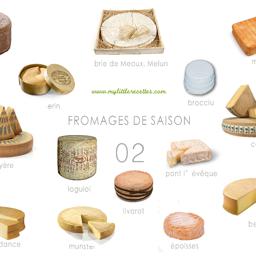 brie de Meaux, Melun
m
www.mylittlerecettes.com
erin
brocciu
FROMAGES DE SAISON
c
yère
02
laguiol
pont l' évêque
livarot
be
dance
munster
époisses